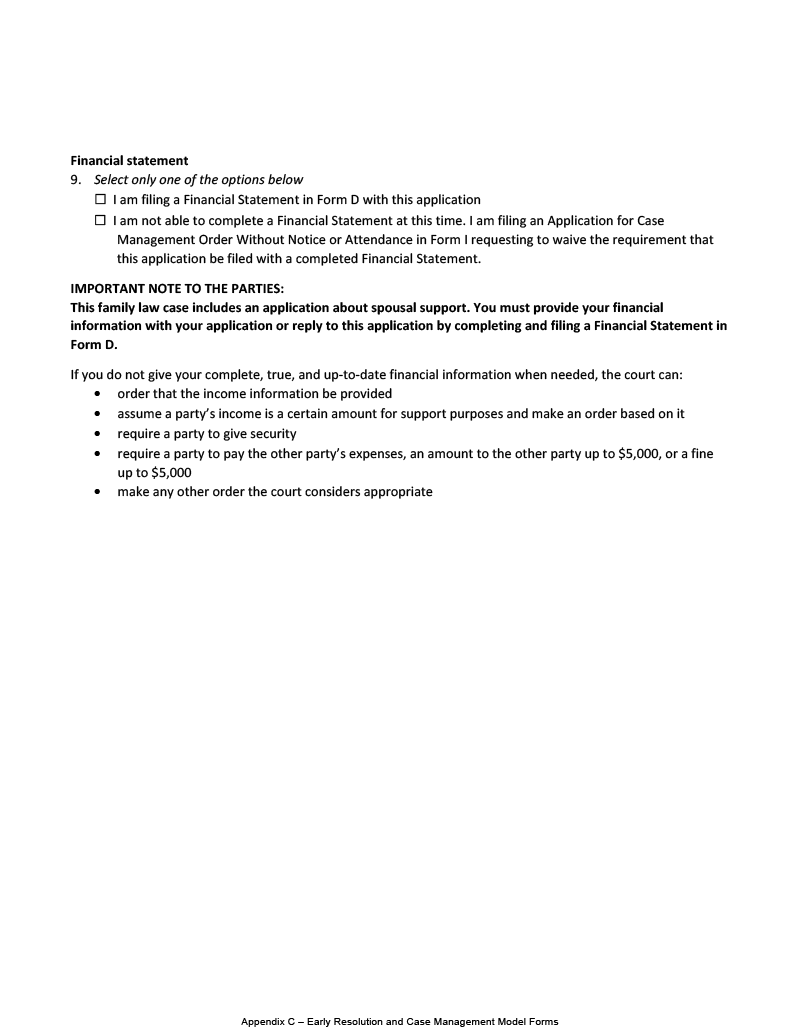 Financial statement
9. Select only one of the options below
☐ I am filing a Financial Statement in Form D with this application
☐ I am not able to complete a Financial Statement at this time. I am filing an Application for Case
Management Order Without Notice or Attendance in Form I requesting to waive the requirement that
this application be filed with a completed Financial Statement.
IMPORTANT NOTE TO THE PARTIES:
This family law case includes an application about spousal support. You must provide your financial
information with your application or reply to this application by completing and filing a Financial Statement in
Form D.
If you do not give your complete, true, and up-to-date financial information when needed, the court can:
• order that the income information be provided
• assume a party’s income is a certain amount for support purposes and make an order based on it
• require a party to give security
• require a party to pay the other party’s expenses, an amount to the other party up to $5,000, or a fine
up to $5,000
• make any other order the court considers appropriate
Appendix C – Early Resolution and Case Management Model Forms